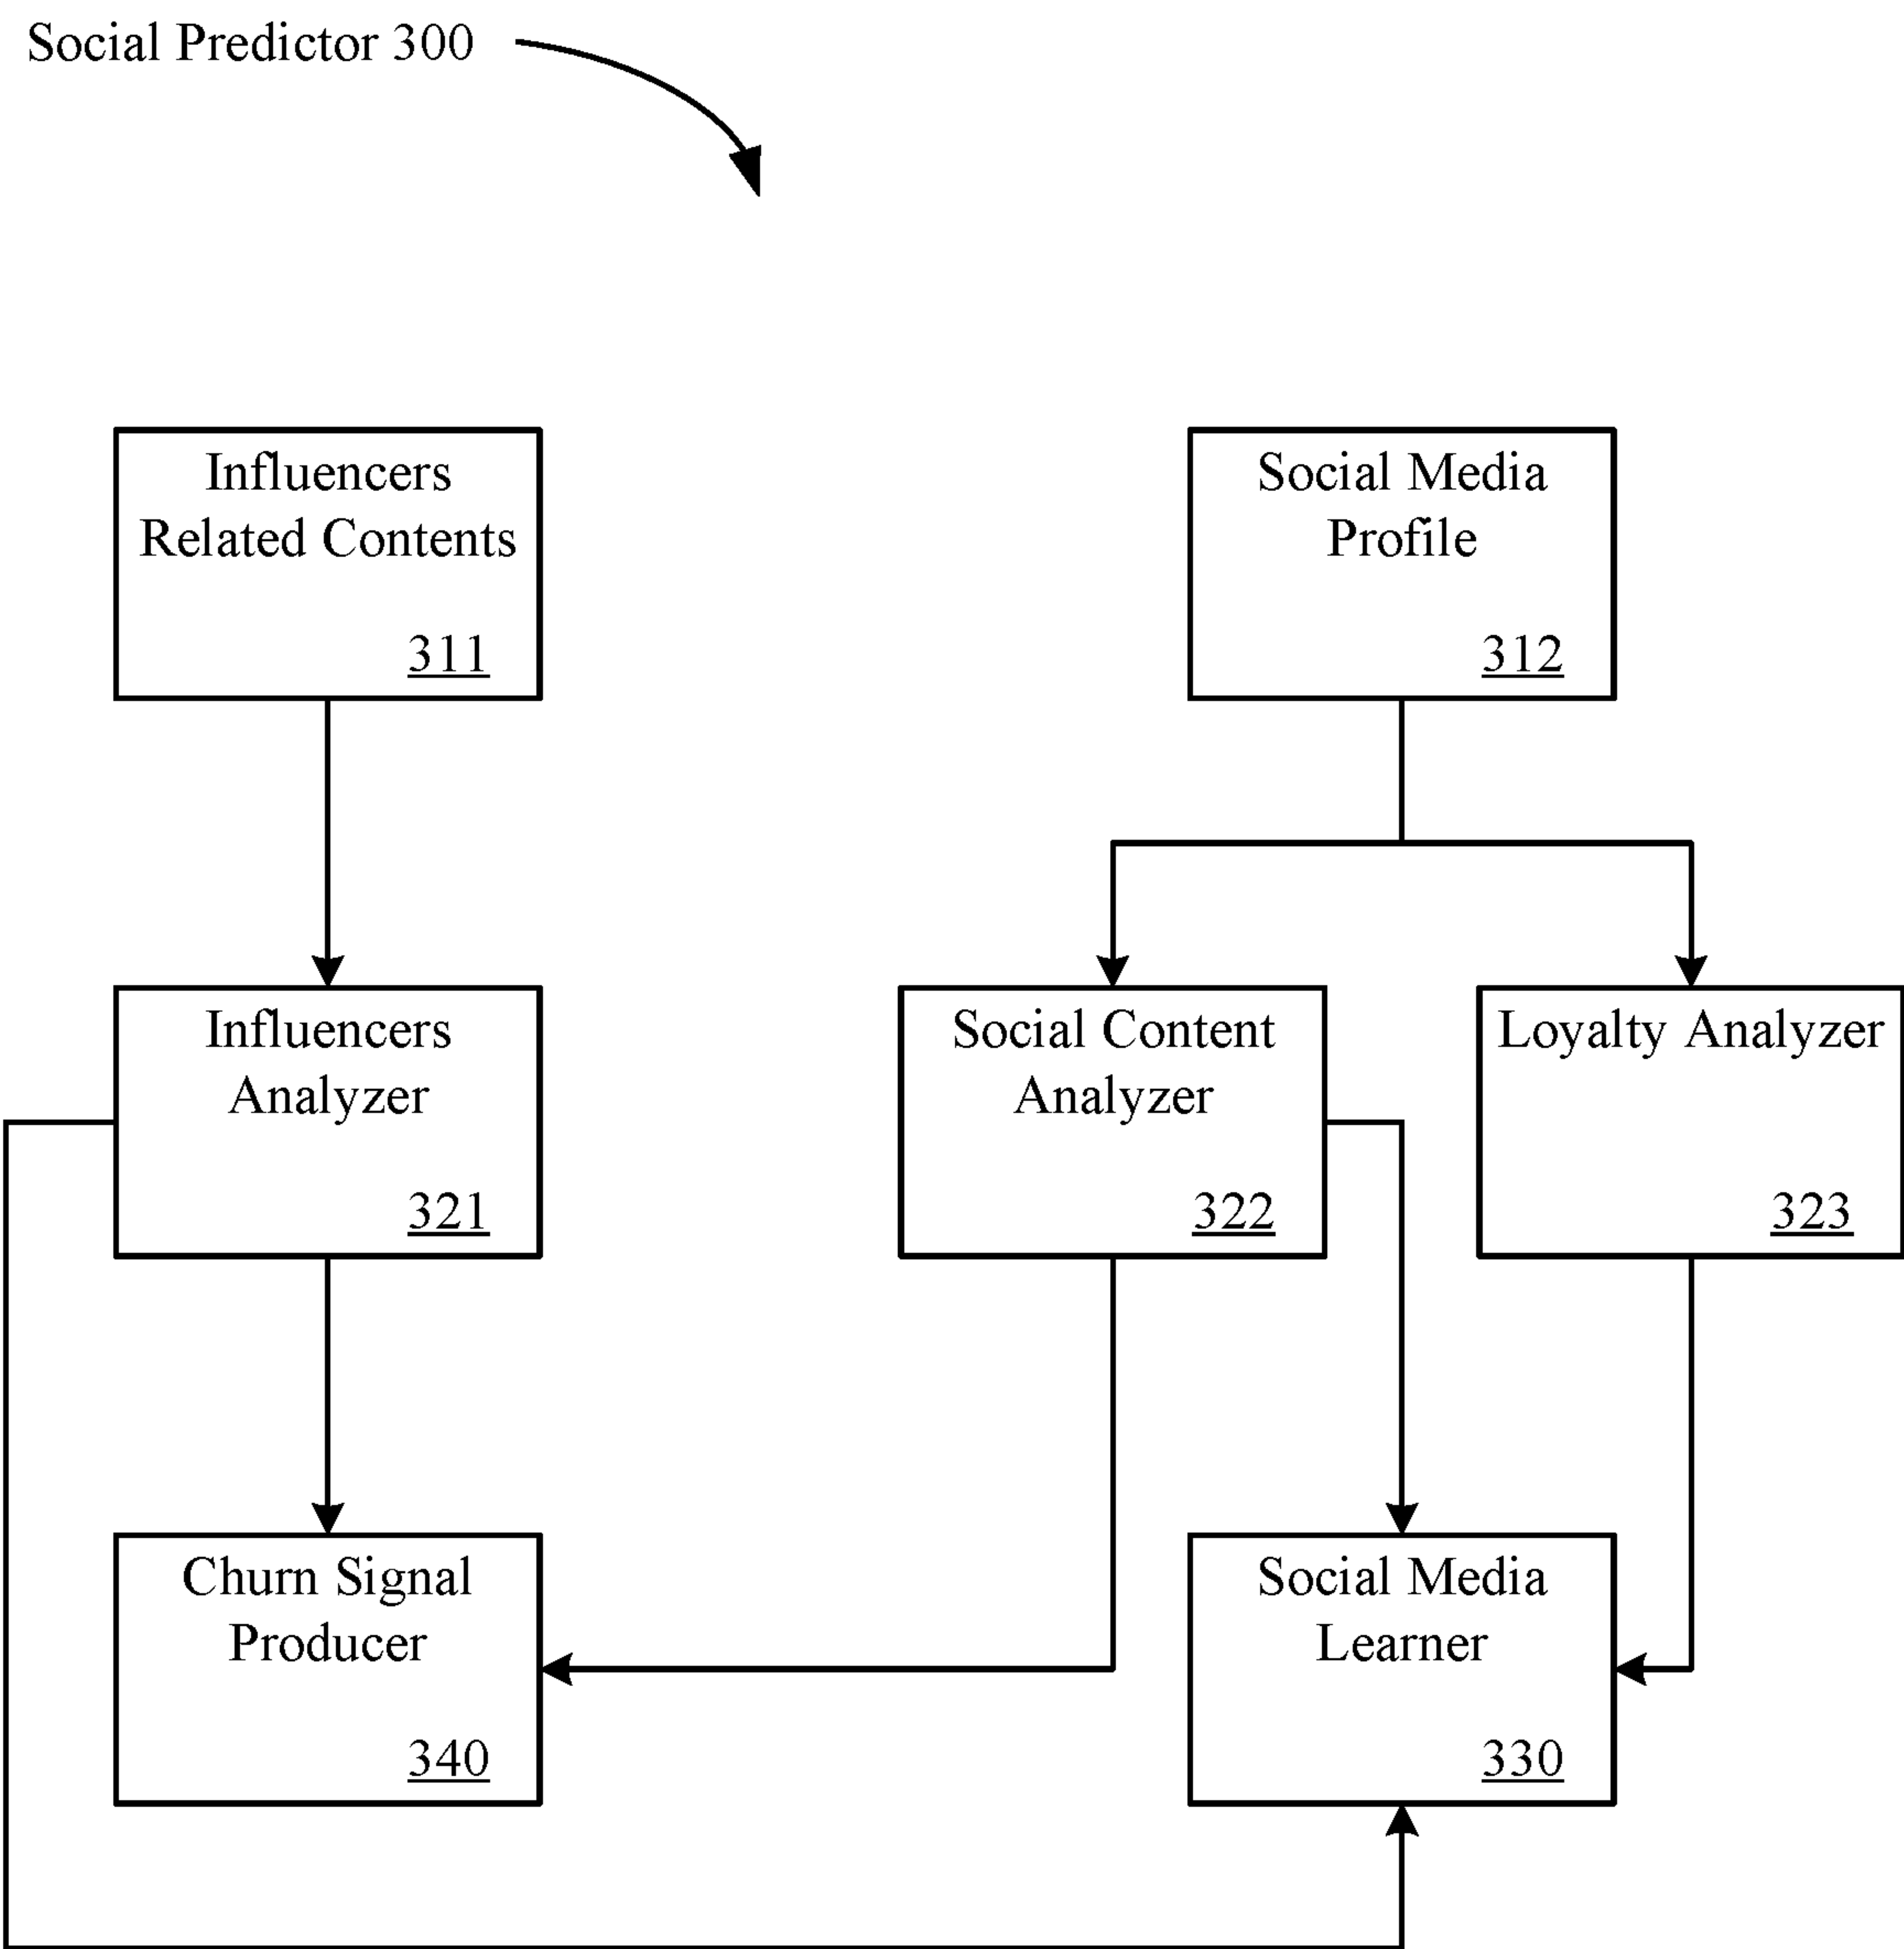 Social Predictor 300
Influencers
Related Contents
311
Social Media
Profile
312
Influencers
Analyzer
321
Social Content
Analyzer
322
Loyalty Analyzer
323
Churn Signal
Producer
340
Social Media
Learner
330